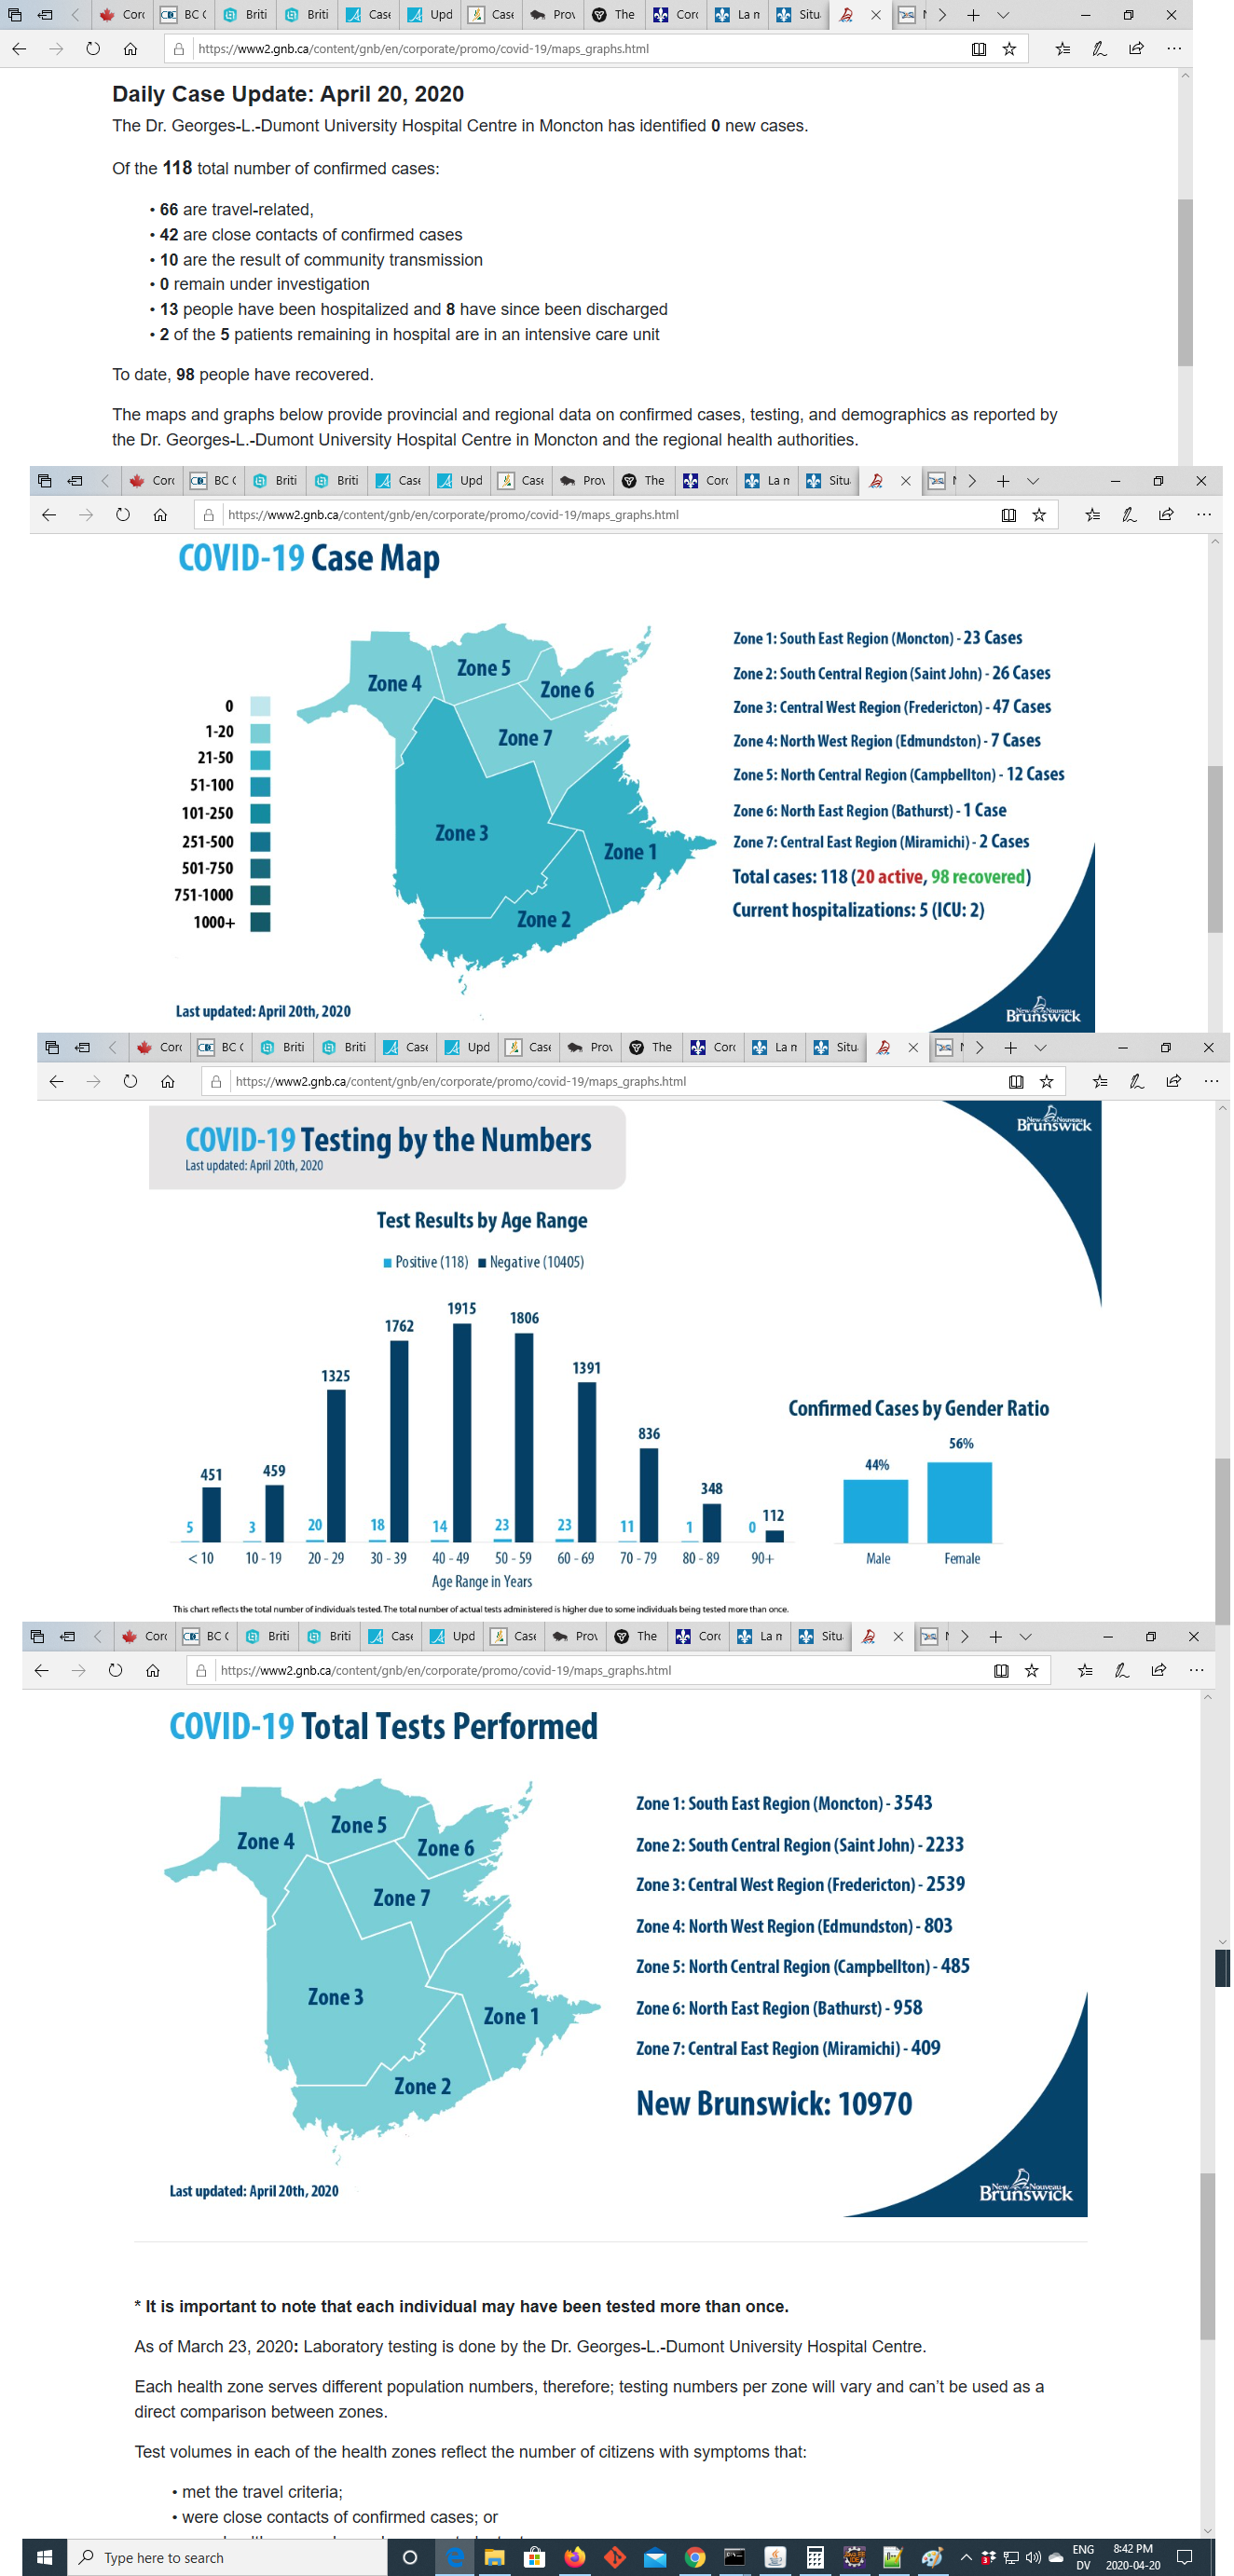 Corc
BC C
Briti
Briti
Case
Upd
Case
Prov
The
Corc
La n
Situ
https://www2.gnb.ca/content/gnb/en/corporate/promo/covid-19/maps_graphs.html
Daily Case Update: April 20, 2020
The Dr. Georges-L.-Dumont University Hospital Centre in Moncton has identified 0 new cases.
Of the 118 total number of confirmed cases:
• 66 are travel-related,
• 42 are close contacts of confirmed cases
• 10 are the result of community transmission
• 0 remain under investigation
• 13 people have been hospitalized and 8 have since been discharged
• 2 of the 5 patients remaining in hospital are in an intensive care unit
To date, 98 people have recovered.
The maps and graphs below provide provincial and regional data on confirmed cases, testing, and demographics as reported by
the Dr. Georges-L.-Dumont University Hospital Centre in Moncton and the regional health authorities.
Corc
BC C
Briti
Briti
Case
Upd
Case
Prov
The
Corc
La n
Situ
https://www2.gnb.ca/content/gnb/en/corporate/promo/covid-19/maps_graphs.html
COVID-19 Case Map
0
1-20
21-50
51-100
101-250
251-500
501-750
751-1000
1000+
Zone 4
Zone 5
Zone 6
Zone 7
Zone 3
Zone 1
Zone 2
Zone 1: South East Region (Moncton) - 23 Cases
Zone 2: South Central Region (Saint John) - 26 Cases
Zone 3: Central West Region (Fredericton) - 47 Cases
Zone 4: North West Region (Edmundston) - 7 Cases
Zone 5: North Central Region (Campbellton) - 12 Cases
Zone 6: North East Region (Bathurst) - 1 Case
Zone 7: Central East Region (Miramichi) - 2 Cases
Total cases: 118 (20 active, 98 recovered)
Current hospitalizations: 5 (ICU: 2)
Last updated: April 20th, 2020
New Nouveau
Brunswick
Corc
BC C
Briti
Briti
Case
Upd
Case
Prov
The
Corc
La n
Situ
https://www2.gnb.ca/content/gnb/en/corporate/promo/covid-19/maps_graphs.html
COVID-19 Testing by the Numbers
Last updated: April 20th, 2020
New Nouveau
Brunswick
Test Results by Age Range
Positive (118) Negative (10405)
5 451
3 459
20 1325
18 1762
14 1915
23 1806
23 1391
11 836
1 348
0 112
< 10 10 - 19 20 - 29 30 - 39 40 - 49 50 - 59 60 - 69 70 - 79 80 - 89 90+
Age Range in Years
Confirmed Cases by Gender Ratio
44% 56%
Male Female
This chart reflects the total number of individuals tested. The total number of actual tests administered is higher due to some individuals being tested more than once.
Corc
BC C
Briti
Briti
Case
Upd
Case
Prov
The
Corc
La n
Situ
https://www2.gnb.ca/content/gnb/en/corporate/promo/covid-19/maps_graphs.html
COVID-19 Total Tests Performed
Zone 4
Zone 5
Zone 6
Zone 7
Zone 3
Zone 1
Zone 2
Zone 1: South East Region (Moncton) - 3543
Zone 2: South Central Region (Saint John) - 2233
Zone 3: Central West Region (Fredericton) - 2539
Zone 4: North West Region (Edmundston) - 803
Zone 5: North Central Region (Campbellton) - 485
Zone 6: North East Region (Bathurst) - 958
Zone 7: Central East Region (Miramichi) - 409
New Brunswick: 10970
Last updated: April 20th, 2020
New Nouveau
Brunswick
* It is important to note that each individual may have been tested more than once.
As of March 23, 2020: Laboratory testing is done by the Dr. Georges-L.-Dumont University Hospital Centre.
Each health zone serves different population numbers, therefore; testing numbers per zone will vary and can't be used as a
direct comparison between zones.
Test volumes in each of the health zones reflect the number of citizens with symptoms that:
• met the travel criteria;
• were close contacts of confirmed cases; or
Type here to search
ENG
DV
8:42 PM
2020-04-20